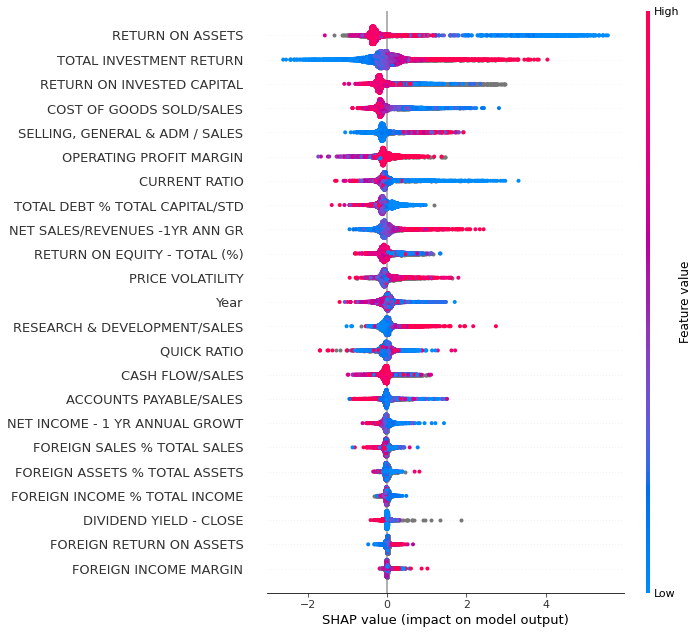 High
RETURN ON ASSETS
TOTAL INVESTMENT RETURN
RETURN ON INVESTED CAPITAL
COST OF GOODS SOLD/SALES
SELLING, GENERAL & ADM / SALES
OPERATING PROFIT MARGIN
CURRENT RATIO
TOTAL DEBT % TOTAL CAPITAL/STD
NET SALES/REVENUES -1YR ANN GR
RETURN ON EQUITY - TOTAL (%)
PRICE VOLATILITY
Year
RESEARCH & DEVELOPMENT/SALES
QUICK RATIO
CASH FLOW/SALES
ACCOUNTS PAYABLE/SALES
NET INCOME - 1 YR ANNUAL GROWT
FOREIGN SALES % TOTAL SALES
FOREIGN ASSETS % TOTAL ASSETS
FOREIGN INCOME % TOTAL INCOME
DIVIDEND YIELD - CLOSE
FOREIGN RETURN ON ASSETS
FOREIGN INCOME MARGIN
Feature value
Low
−2 0 2 4
SHAP value (impact on model output)